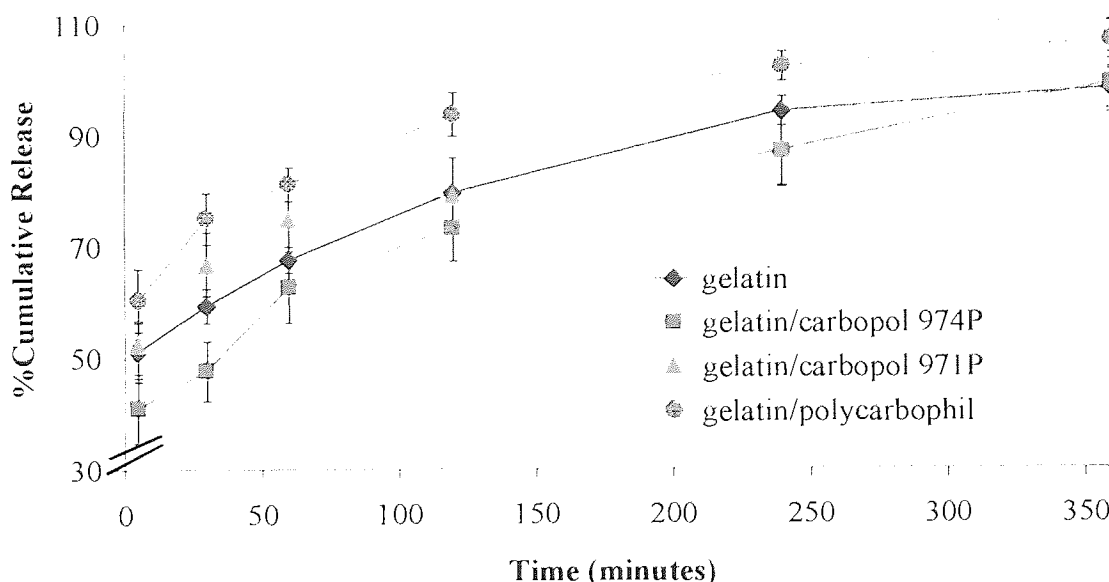 110
90
70
50
30
%Cumulative Release
gelatin
gelatin/carbopol 974P
gelatin/carbopol 971P
gelatin/polycarbophil
0 50 100 150 200 250 300 350
Time (minutes)